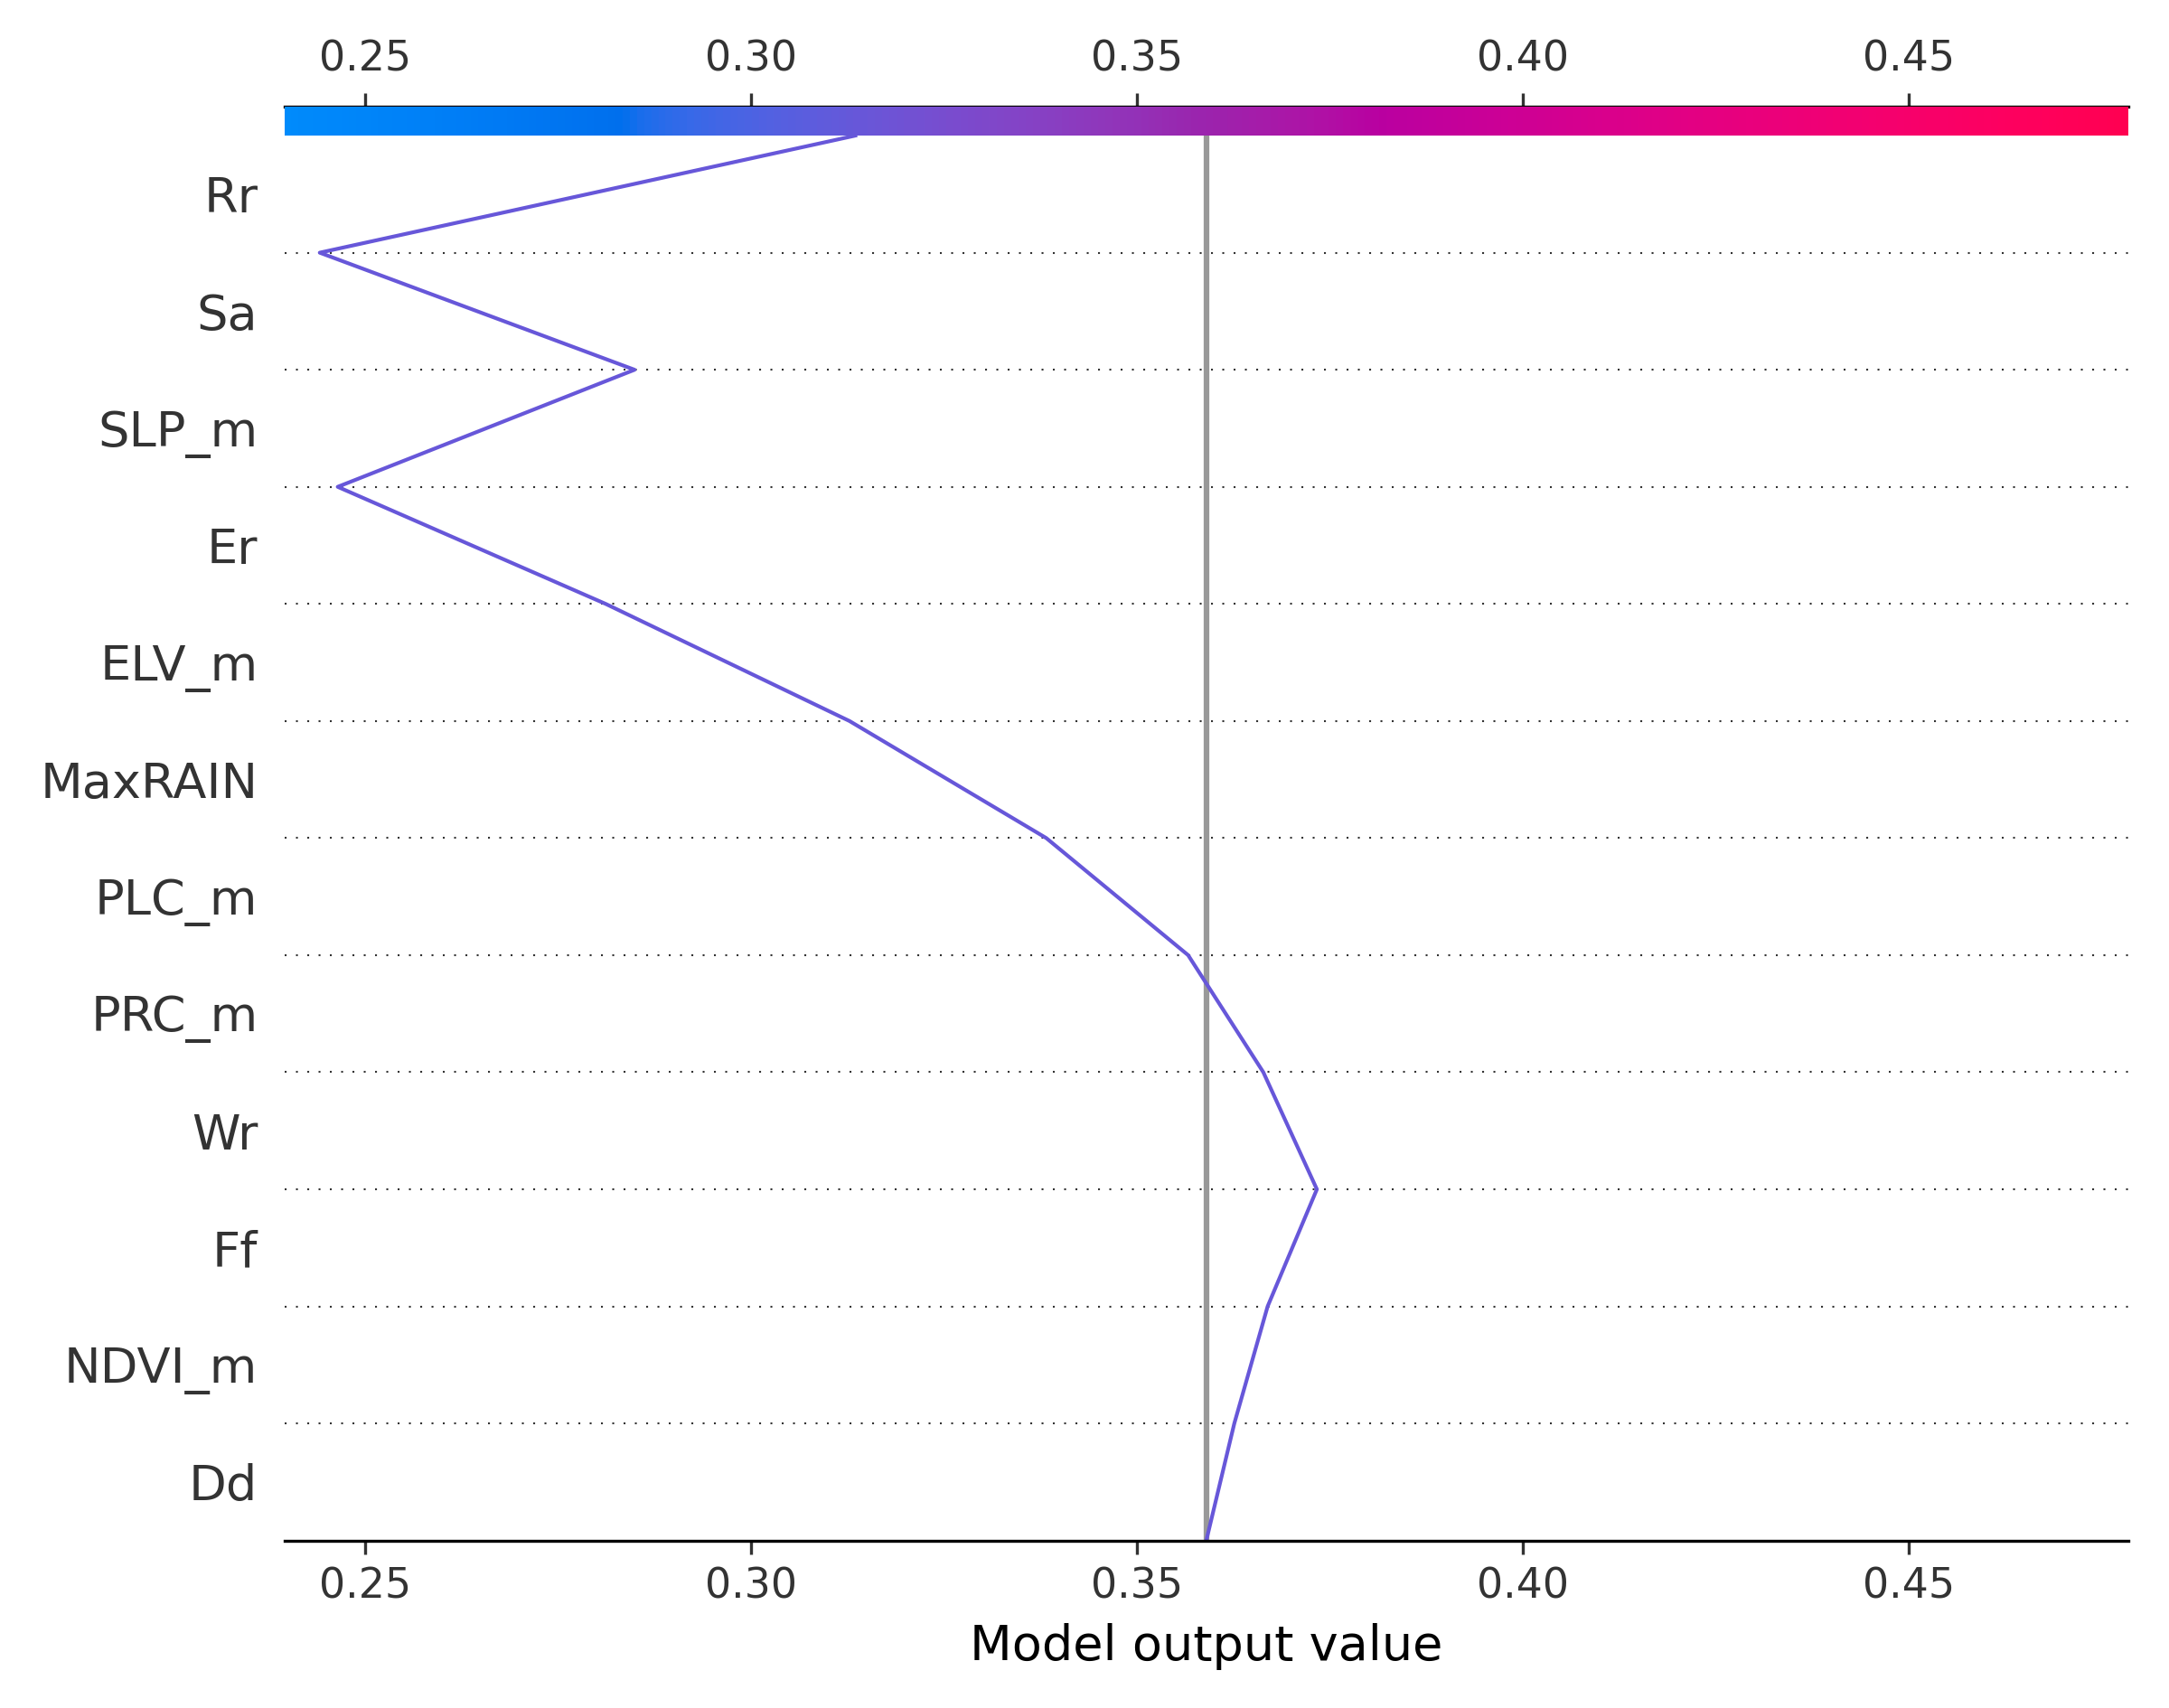 0.25 0.30 0.35 0.40 0.45
Rr
Sa
SLP_m
Er
ELV_m
MaxRAIN
PLC_m
PRC_m
Wr
Ff
NDVI_m
Dd
0.25 0.30 0.35 0.40 0.45
Model output value